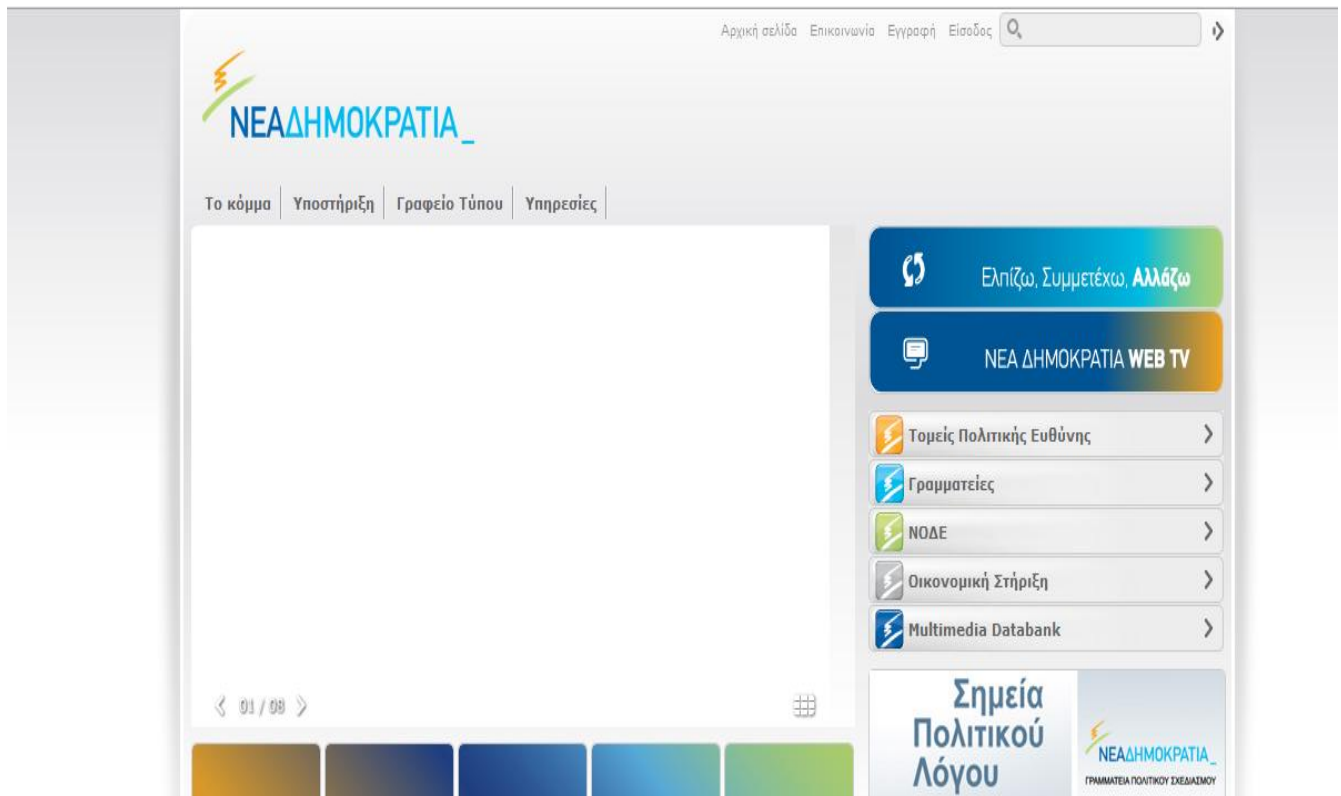 Αρχική σελίδα Επικοινωνία Εγγραφή Είσοδος
ΝΕΑΔΗΜΟΚΡΑΤΙΑ_
Το κόμμα Υποστήριξη Γραφείο Τύπου Υπηρεσίες
Ελπίζω, Συμμετέχω, Αλλάζω
ΝΕΑ ΔΗΜΟΚΡΑΤΙΑ WEB TV
Τομείς Πολιτικής Ευθύνης
Γραμματείες
ΝΟΔΕ
Οικονομική Στήριξη
Multimedia Databank
01 / 08
Σημεία
Πολιτικού
Λόγου
ΝΕΑΔΗΜΟΚΡΑΤΙΑ_
ΓΡΑΜΜΑΤΕΙΑ ΠΟΛΙΤΙΚΟΥ ΣΧΕΔΙΑΣΜΟΥ